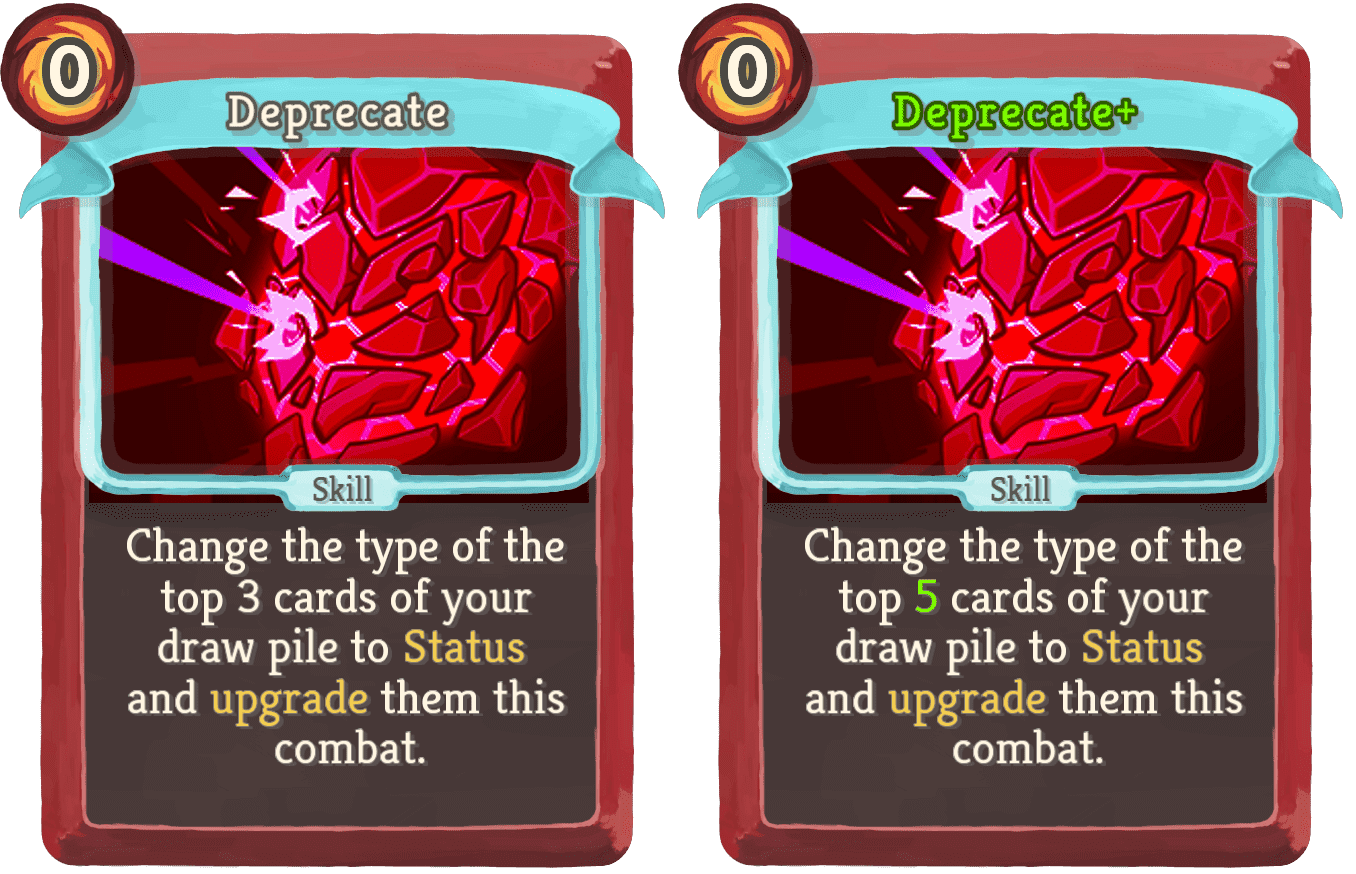 0
Deprecate
Skill
Change the type of the
top 3 cards of your
draw pile to Status
and upgrade them this
combat.
0
Deprecate+
Skill
Change the type of the
top 5 cards of your
draw pile to Status
and upgrade them this
combat.